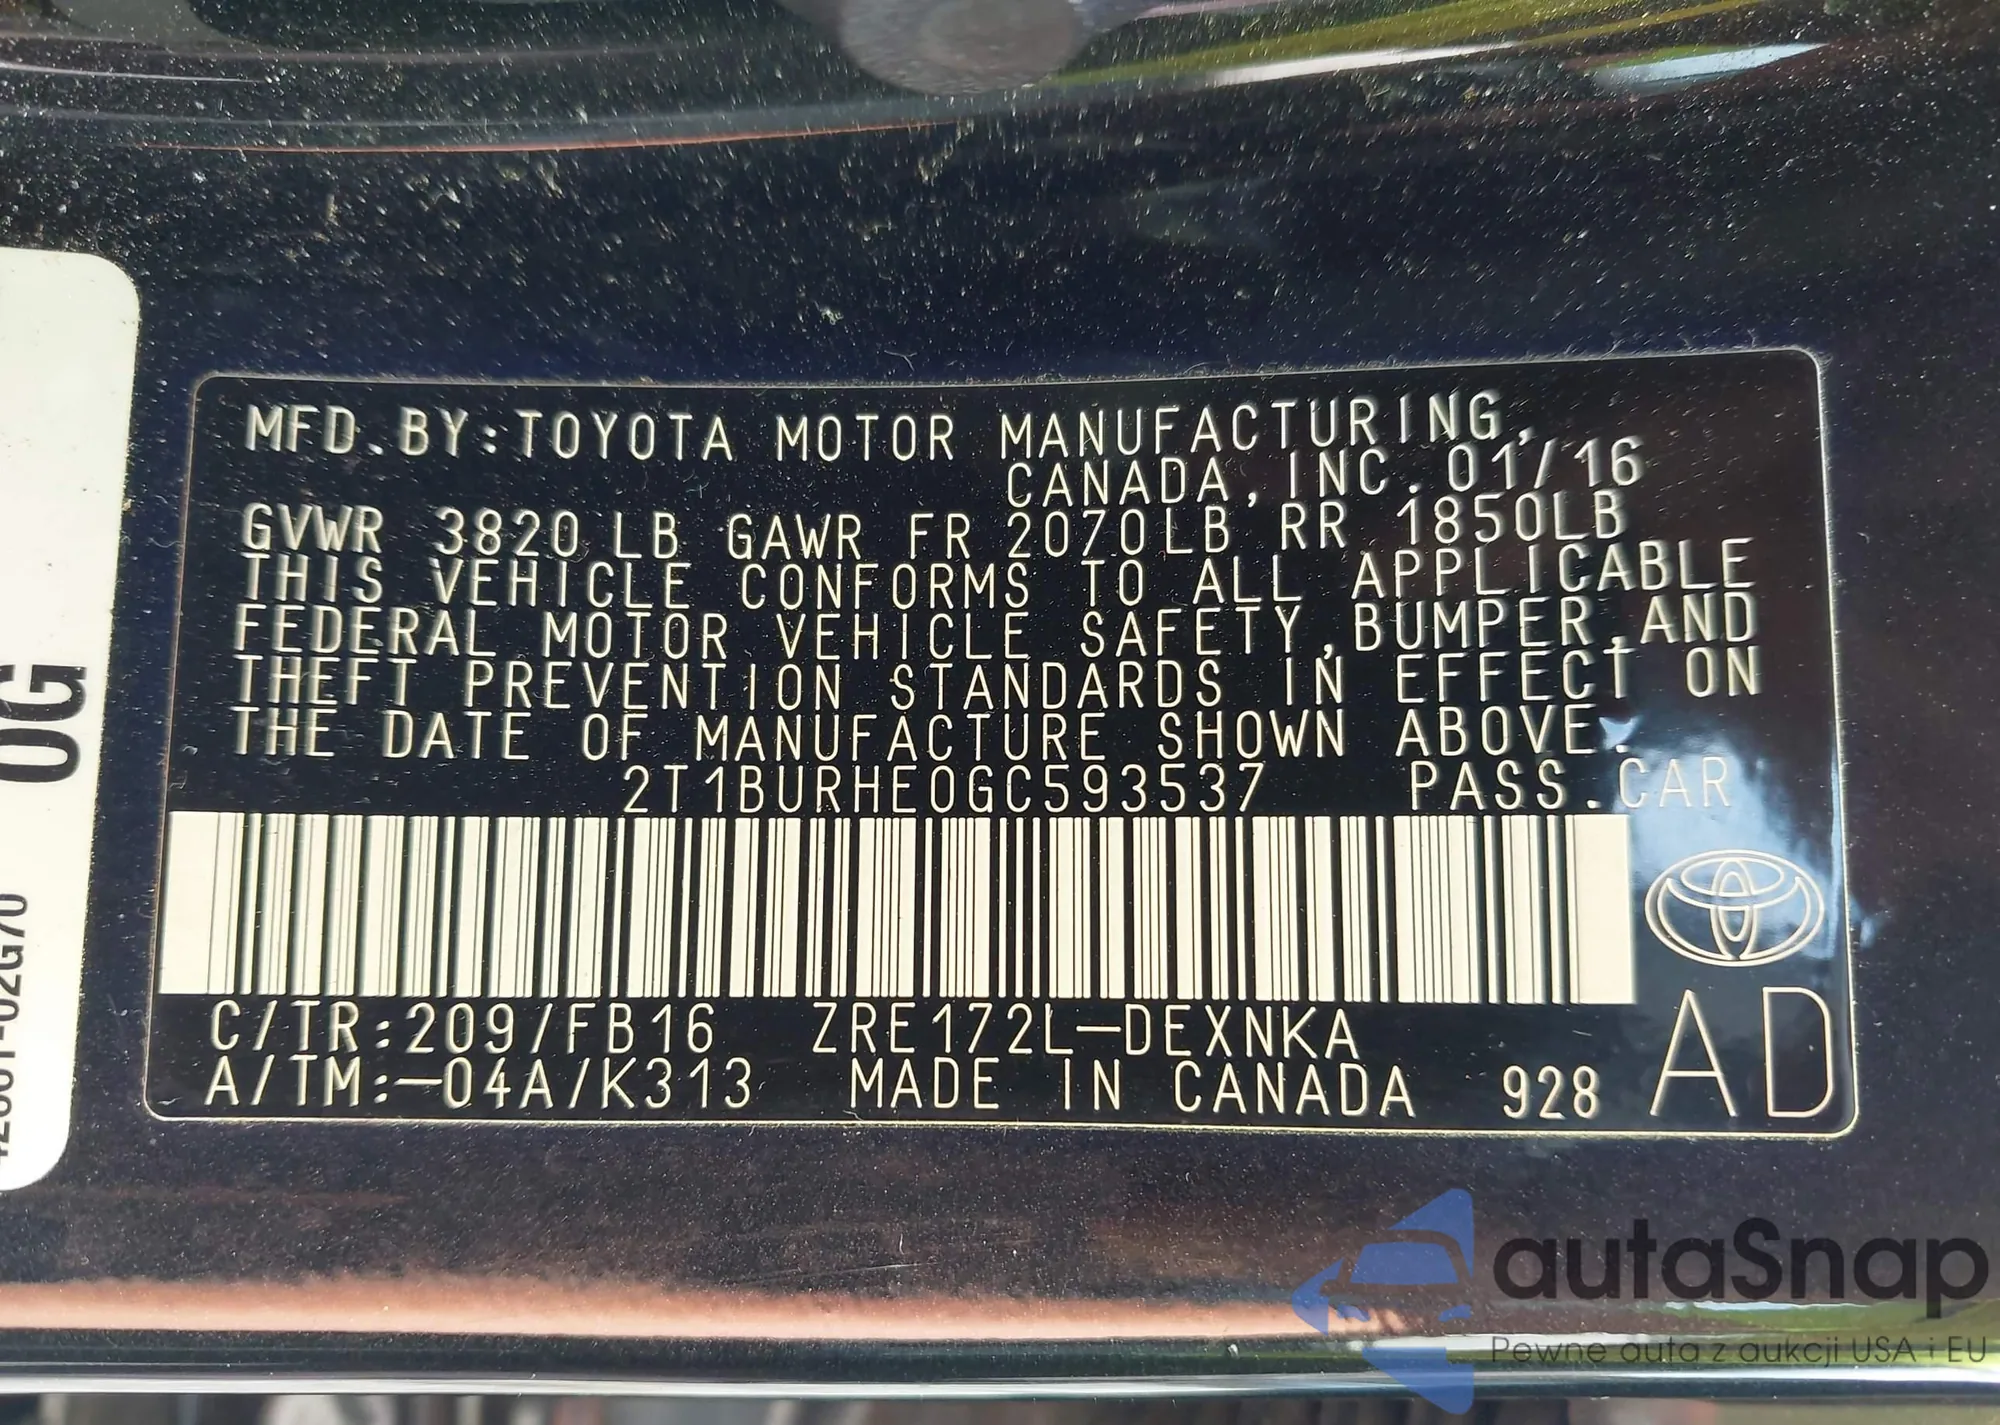 MFD.BY:TOYOTA MOTOR MANUFACTURING,
CANADA,INC.01/16
GVWR 3820LB GAWR FR 2070LB RR 1850LB
THIS VEHICLE CONFORMS TO ALL APPLICABLE
FEDERAL MOTOR VEHICLE SAFETY,BUMPER,AND
THEFT PREVENTION STANDARDS IN EFFECT ON
THE DATE OF MANUFACTURE SHOWN ABOVE.
2T1BURHE0GC593537 PASS.CAR
C/TR:209/FB16 ZRE172L-DEXNKA
A/TM:-04A/K313 MADE IN CANADA 928 AD
0G
autaSnap
Pewne auta z aukcji USA i EU